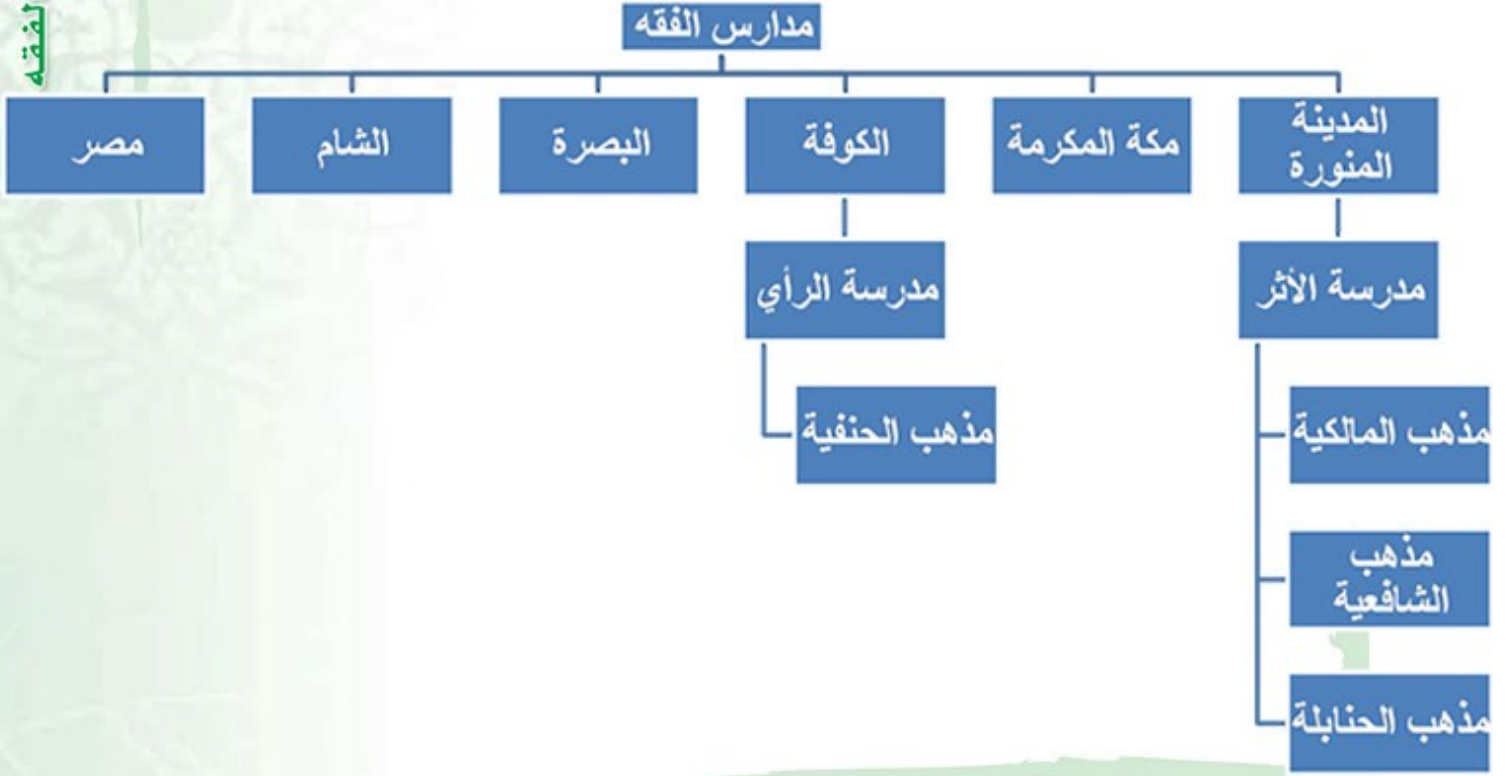 لفقه
مدارس الفقه
المدينة
المنورة
مكة المكرمة
الكوفة
البصرة
الشام
مصر
مدرسة الأثر
مدرسة الرأي
مذهب المالكية
مذهب الحنفية
مذهب
الشافعية
مذهب الحنابلة